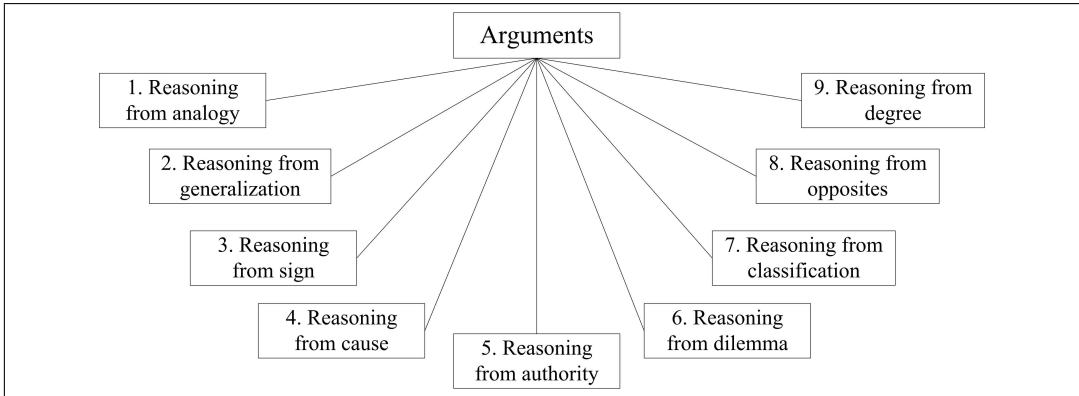 Arguments
1. Reasoning
from analogy
2. Reasoning from
generalization
3. Reasoning
from sign
4. Reasoning
from cause
5. Reasoning
from authority
6. Reasoning
from dilemma
7. Reasoning from
classification
8. Reasoning from
opposites
9. Reasoning from
degree